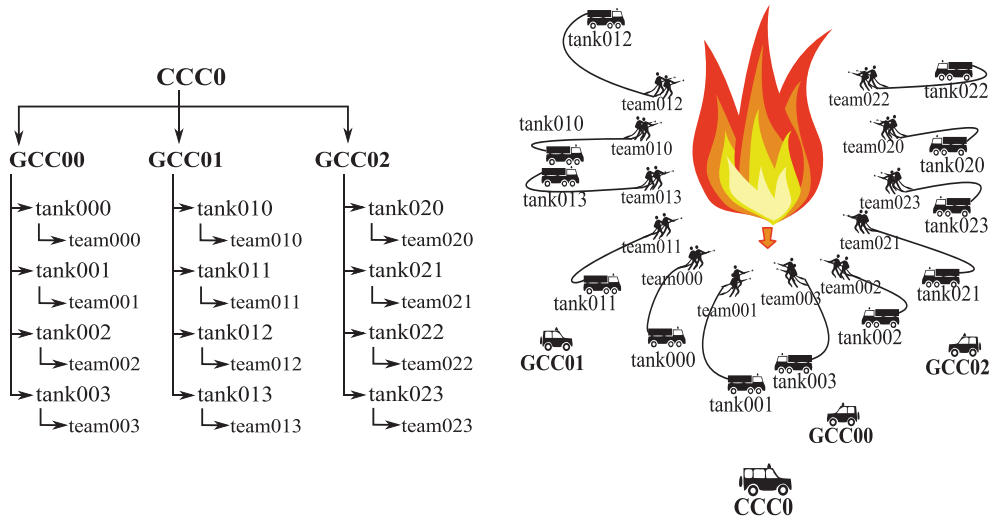 CCC0
GCC00 GCC01 GCC02
tank000 tank010 tank020
team000 team010 team020
tank001 tank011 tank021
team001 team011 team021
tank002 tank012 tank022
team002 team012 team022
tank003 tank013 tank023
team003 team013 team023
tank012
team012
team022
tank022
tank010
team010
team020
tank020
tank013
team013
team023
tank023
team011
team021
tank011
team000
team001
team003
team002
tank021
GCC01
tank000
tank001
tank003
tank002
GCC02
GCC00
CCC0